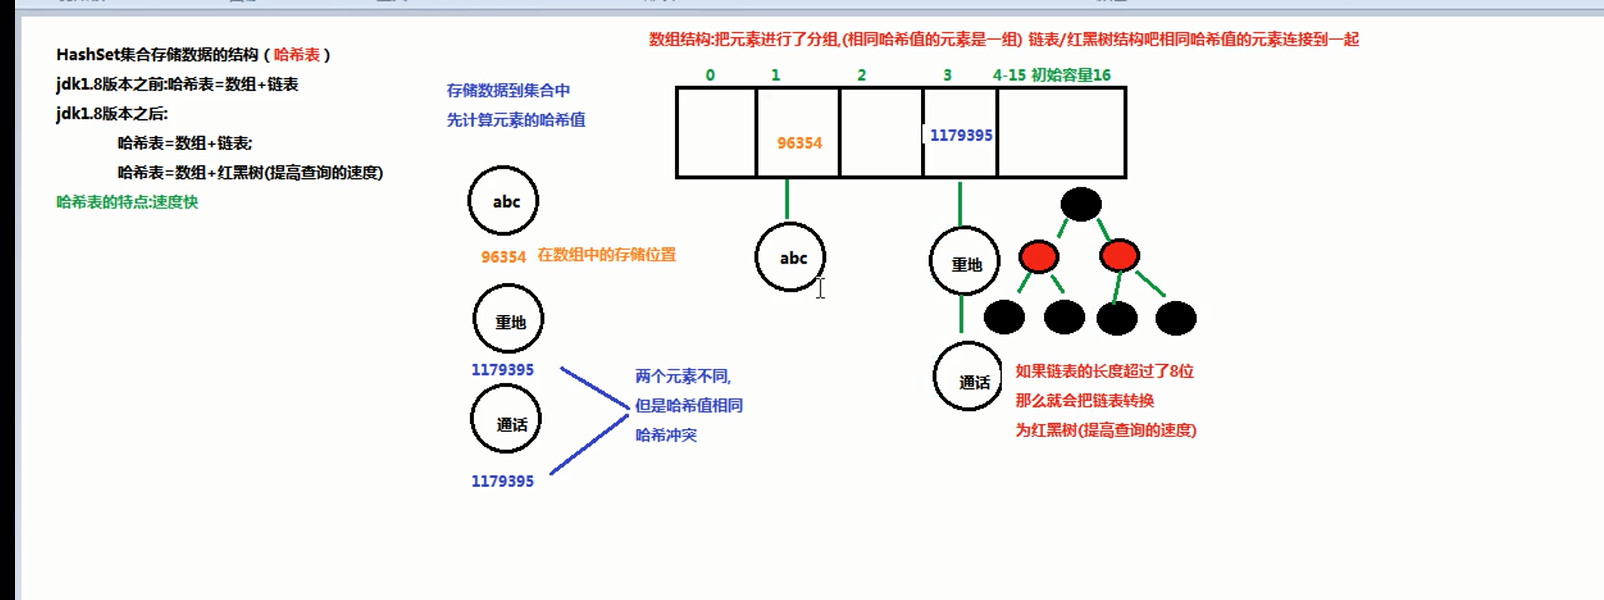 HashSet集合存储数据的结构（哈希表）
jdk1.8版本之前:哈希表=数组+链表
jdk1.8版本之后:
哈希表=数组+链表;
哈希表=数组+红黑树(提高查询的速度)
哈希表的特点:速度快
存储数据到集合中
先计算元素的哈希值
abc
96354 在数组中的存储位置
重地
1179395
通话
1179395
两个元素不同,
但是哈希值相同
哈希冲突
数组结构:把元素进行了分组,(相同哈希值的元素是一组) 链表/红黑树结构吧相同哈希值的元素连接到一起
0 1 2 3 4-15 初始容量16
96354 1179395
abc
重地
通话
如果链表的长度超过了8位
那么就会把链表转换
为红黑树(提高查询的速度)